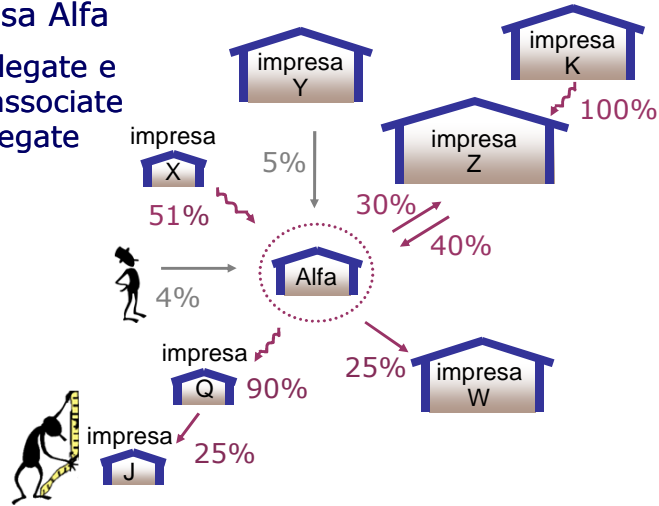 sa Alfa
legate e
associate
egate
impresa
Y
impresa
K
100%
impresa
Z
impresa
X
5%
51%
30%
40%
4%
Alfa
impresa
Q
90%
25%
impresa
W
impresa
J
25%